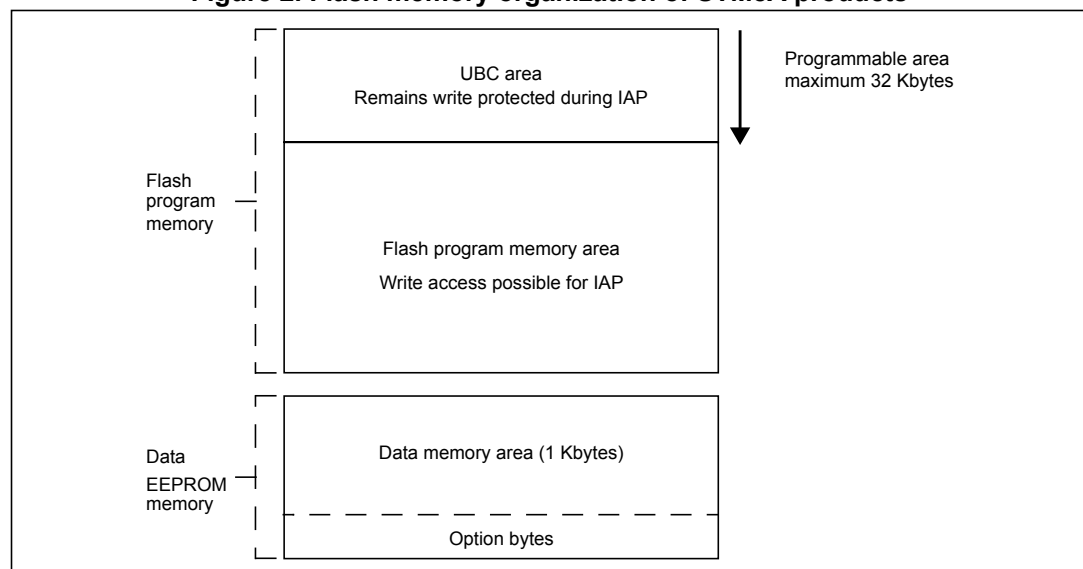 UBC area
Remains write protected during IAP
Programmable area
maximum 32 Kbytes
Flash
program
memory
Flash program memory area
Write access possible for IAP
Data
EEPROM
memory
Data memory area (1 Kbytes)
Option bytes